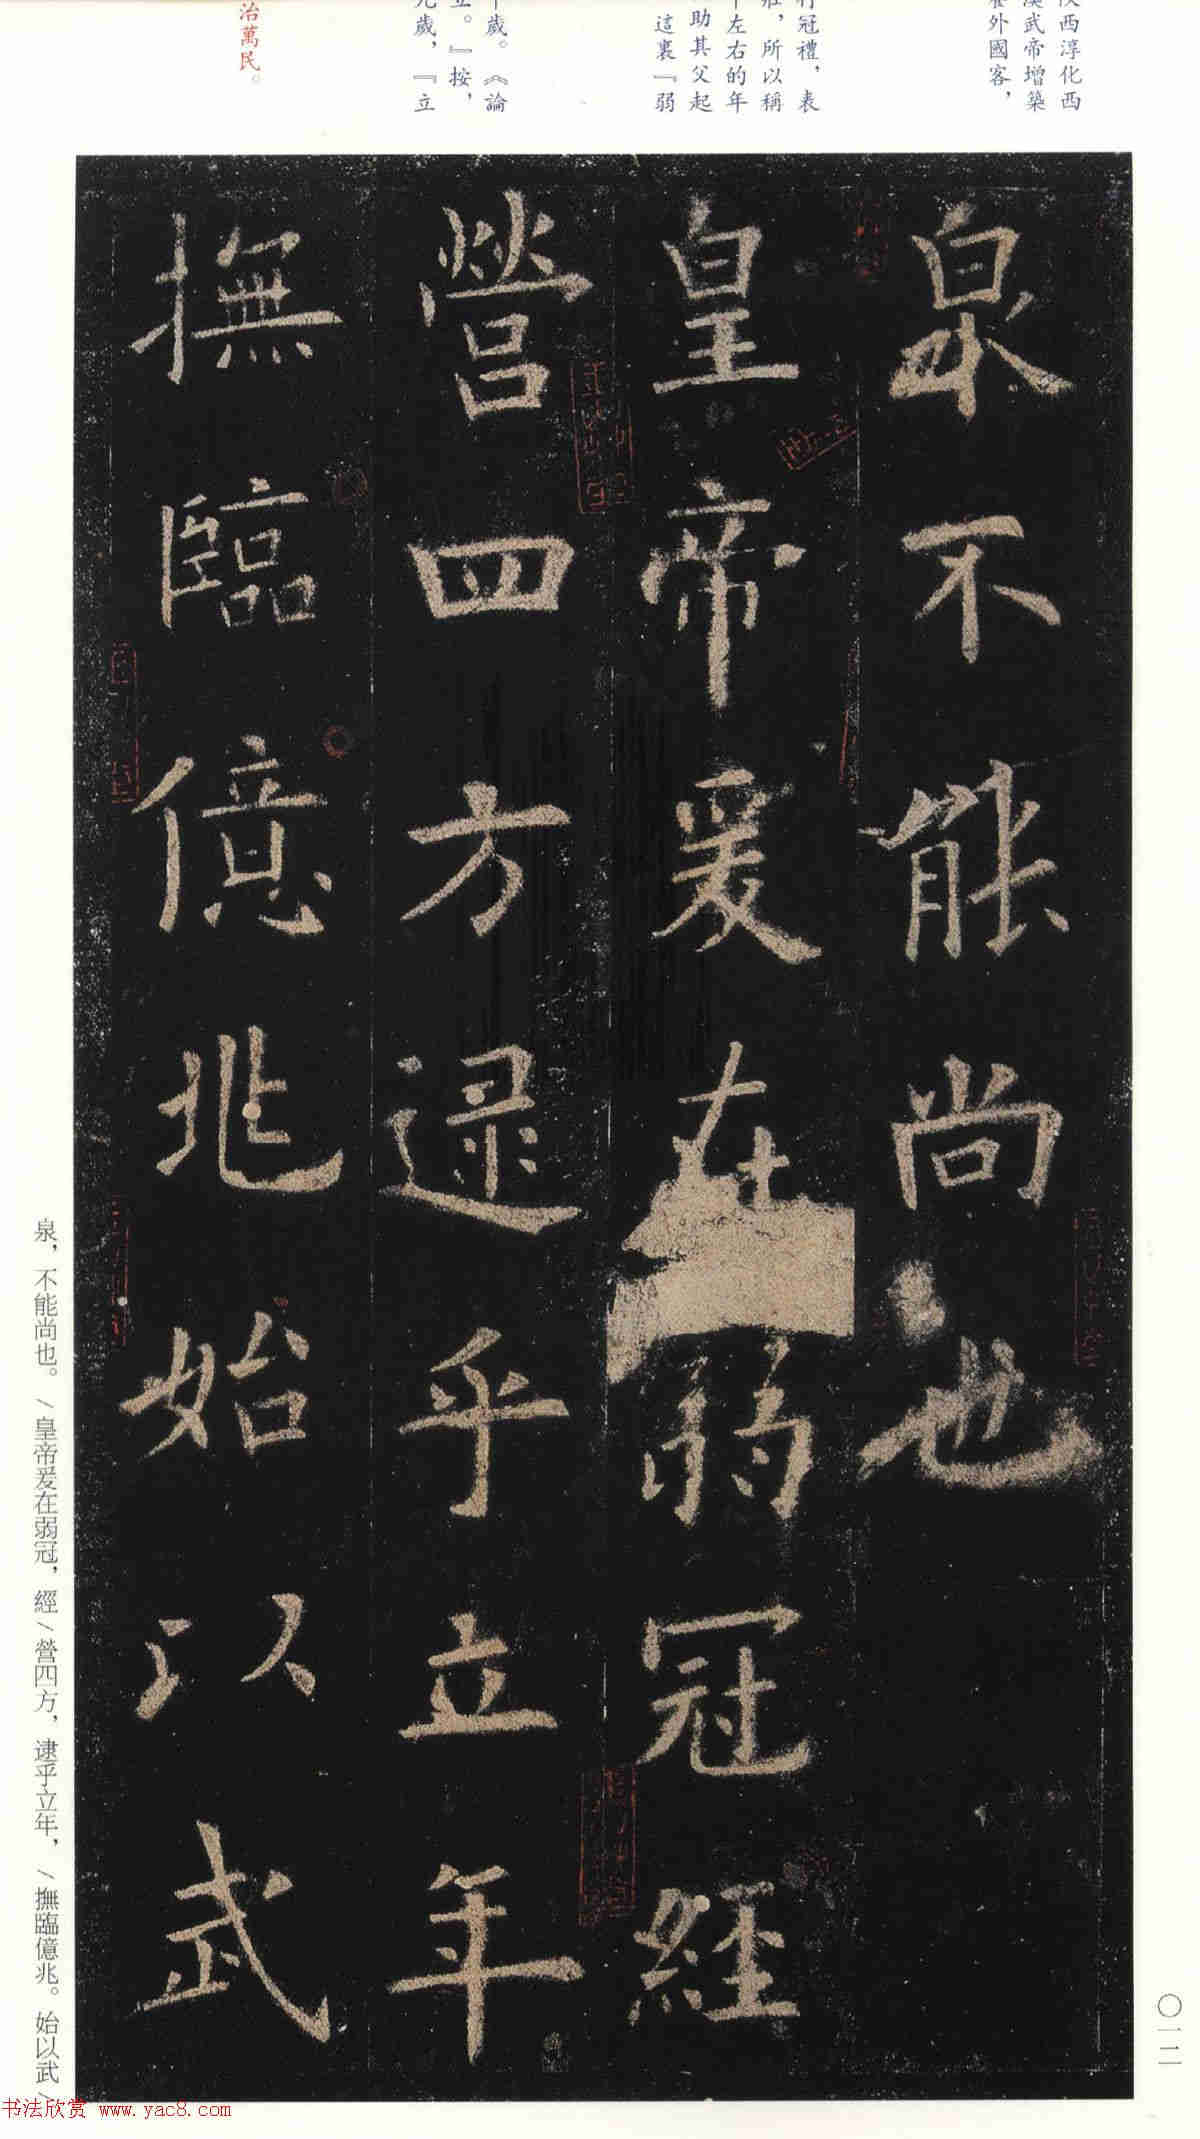 陝西淳化西
漢武帝增築
外國客，
行冠禮，表
壯，所以稱
十左右的年
助其父起
這裏『弱
十歲。《論
立。』按，
九歲，『立
治萬民。
泉不能尚也
皇帝爰在弱冠經
營四方逮乎立年
撫臨億兆始以武
泉，不能尚也。/皇帝爰在弱冠，經/營四方，逮乎立年，/撫臨億兆。始以武/
〇一二
书法欣赏 www.yac8.com